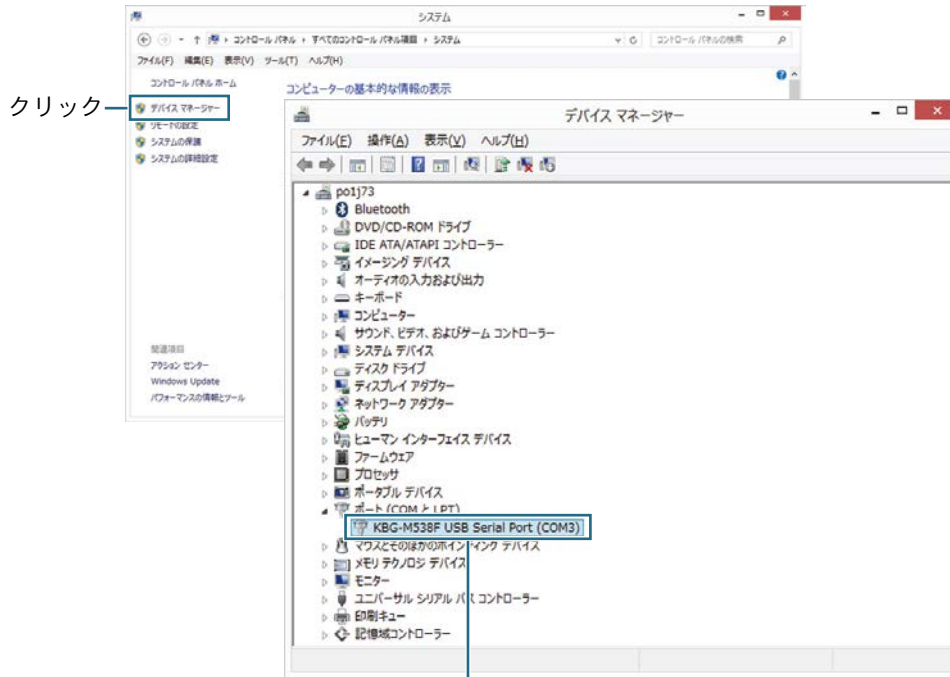 システム
コントロール パネル すべてのコントロール パネル項目 システム
コントロール パネルの検索
ファイル(F) 編集(E) 表示(V) ツール(T) ヘルプ(H)
コントロール パネル ホーム
コンピューターの基本的な情報の表示
クリック
デバイス マネージャー
リモートの設定
システムの保護
システムの詳細設定
関連項目
アクション センター
Windows Update
パフォーマンスの情報とツール
デバイス マネージャー
ファイル(F) 操作(A) 表示(V) ヘルプ(H)
po1j73
Bluetooth
DVD/CD-ROM ドライブ
IDE ATA/ATAPI コントローラー
イメージング デバイス
オーディオの入力および出力
キーボード
コンピューター
サウンド、ビデオ、およびゲーム コントローラー
システム デバイス
ディスク ドライブ
ディスプレイ アダプター
ネットワーク アダプター
バッテリ
ヒューマン インターフェイス デバイス
ファームウェア
プロセッサ
ポータブル デバイス
ポート (COM と LPT)
KBG-M538F USB Serial Port (COM3)
マウスとそのほかのポインティング デバイス
メモリ テクノロジ デバイス
モニター
ユニバーサル シリアル バス コントローラー
印刷キュー
記憶域コントローラー